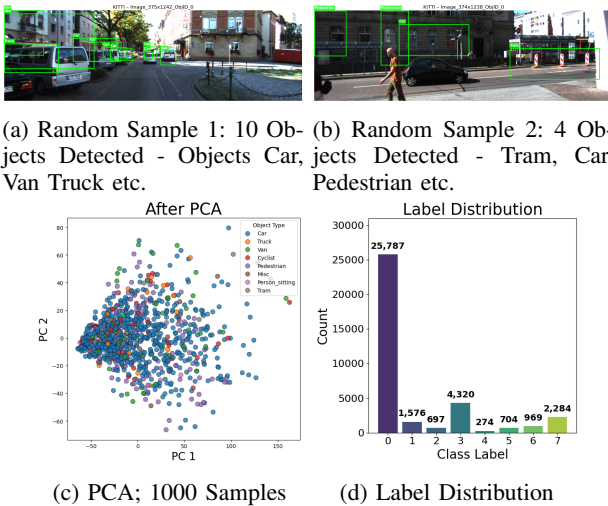 KITTI - Image_375x1242_ObjID_0
KITTI - Image_374x1238_ObjID_0
(a) Random Sample 1: 10 Ob-
jects Detected - Objects Car,
Van Truck etc.
(b) Random Sample 2: 4 Ob-
jects Detected - Tram, Car
Pedestrian etc.
After PCA
Object Type
Car
Truck
Van
Cyclist
Pedestrian
Misc
Person_sitting
Tram
80
60
40
20
0
−20
−40
−60
PC 2
−50
0
50
100
150
PC 1
Label Distribution
30000
25000
20000
15000
10000
5000
0
Count
25,787
1,576
697
4,320
274
704
969
2,284
0 1 2 3 4 5 6 7
Class Label
(c) PCA; 1000 Samples
(d) Label Distribution